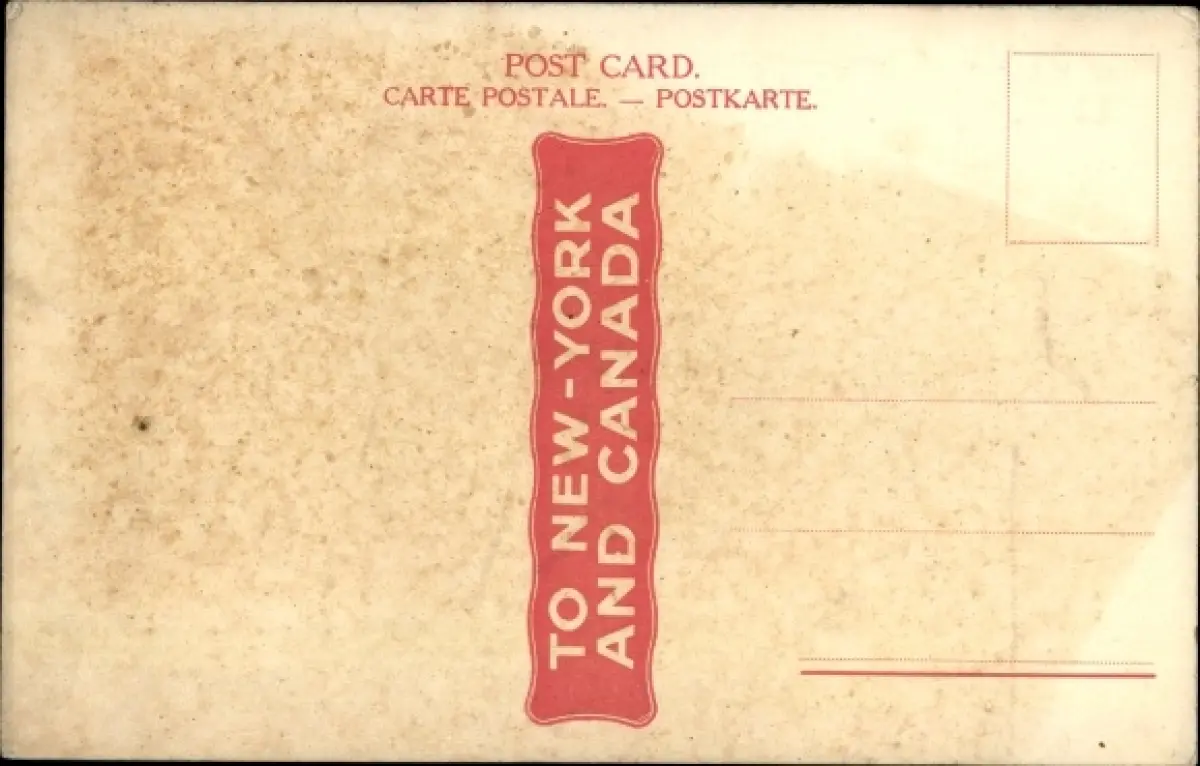 POST CARD.
CARTE POSTALE. — POSTKARTE.
TO NEW-YORK
AND CANADA